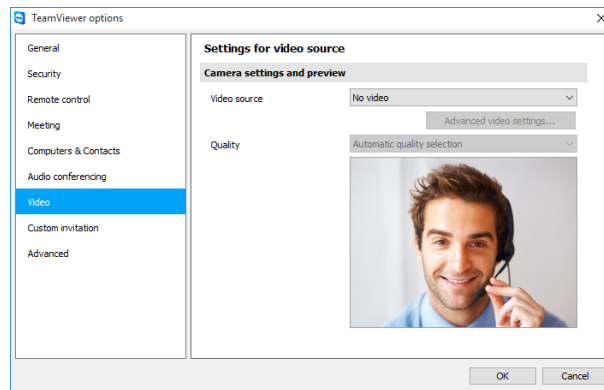 TeamViewer options
General
Security
Remote control
Meeting
Computers & Contacts
Audio conferencing
Video
Custom invitation
Advanced
Settings for video source
Camera settings and preview
Video source No video
Advanced video settings...
Quality Automatic quality selection
OK Cancel